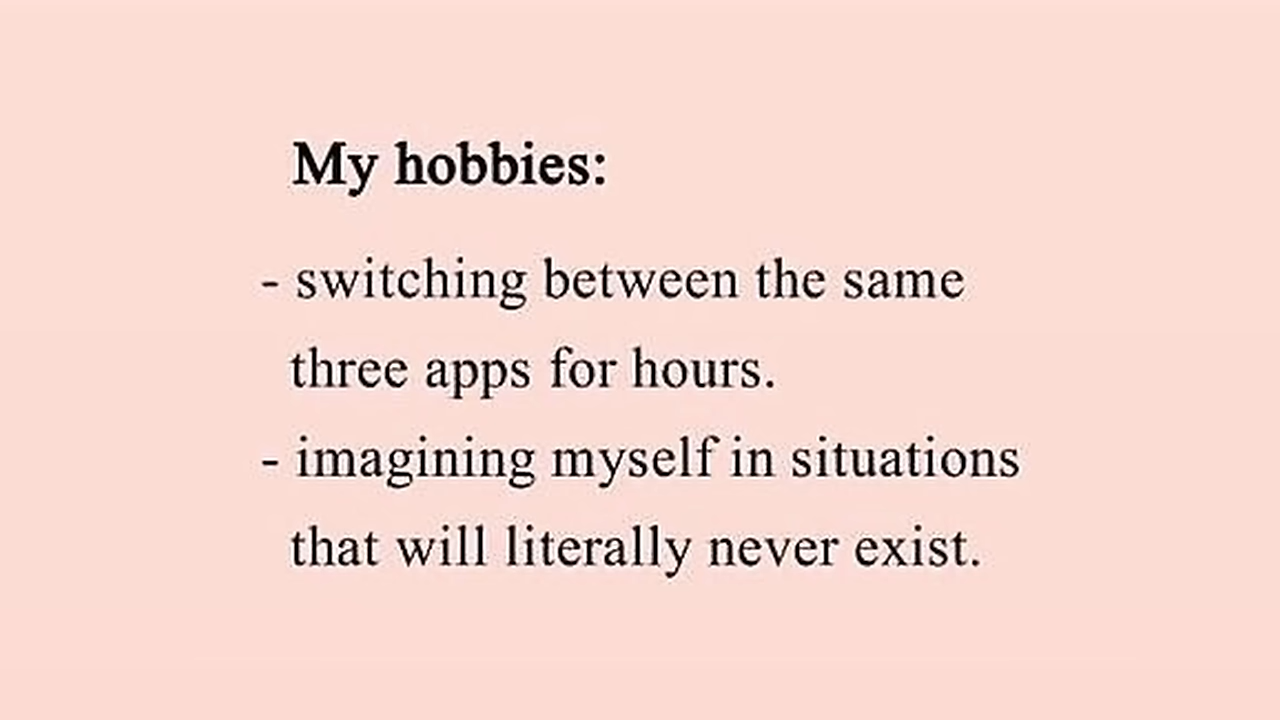 My hobbies:
- switching between the same
three apps for hours.
- imagining myself in situations
that will literally never exist.